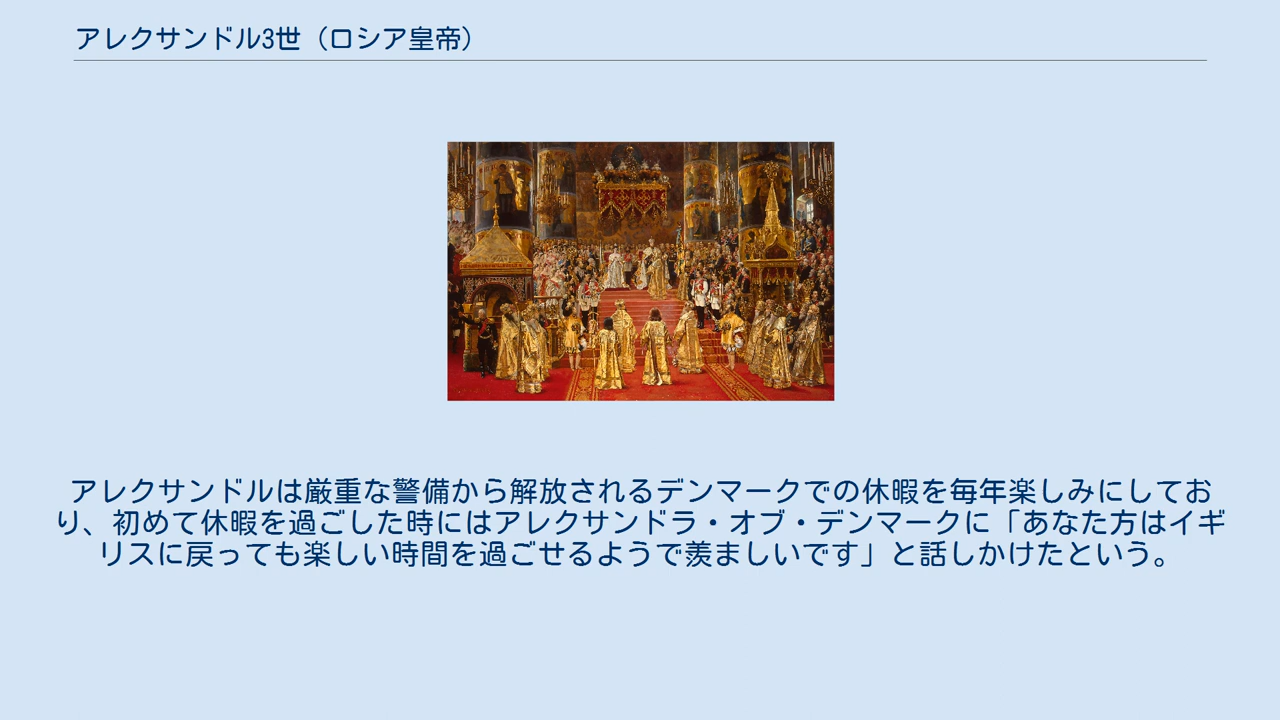 アレクサンドル3世（ロシア皇帝）
アレクサンドルは厳重な警備から解放されるデンマークでの休暇を毎年楽しみにしてお
り、初めて休暇を過ごした時にはアレクサンドラ・オブ・デンマークに「あなた方はイギ
リスに戻っても楽しい時間を過ごせるようで羨ましいです」と話しかけたという。